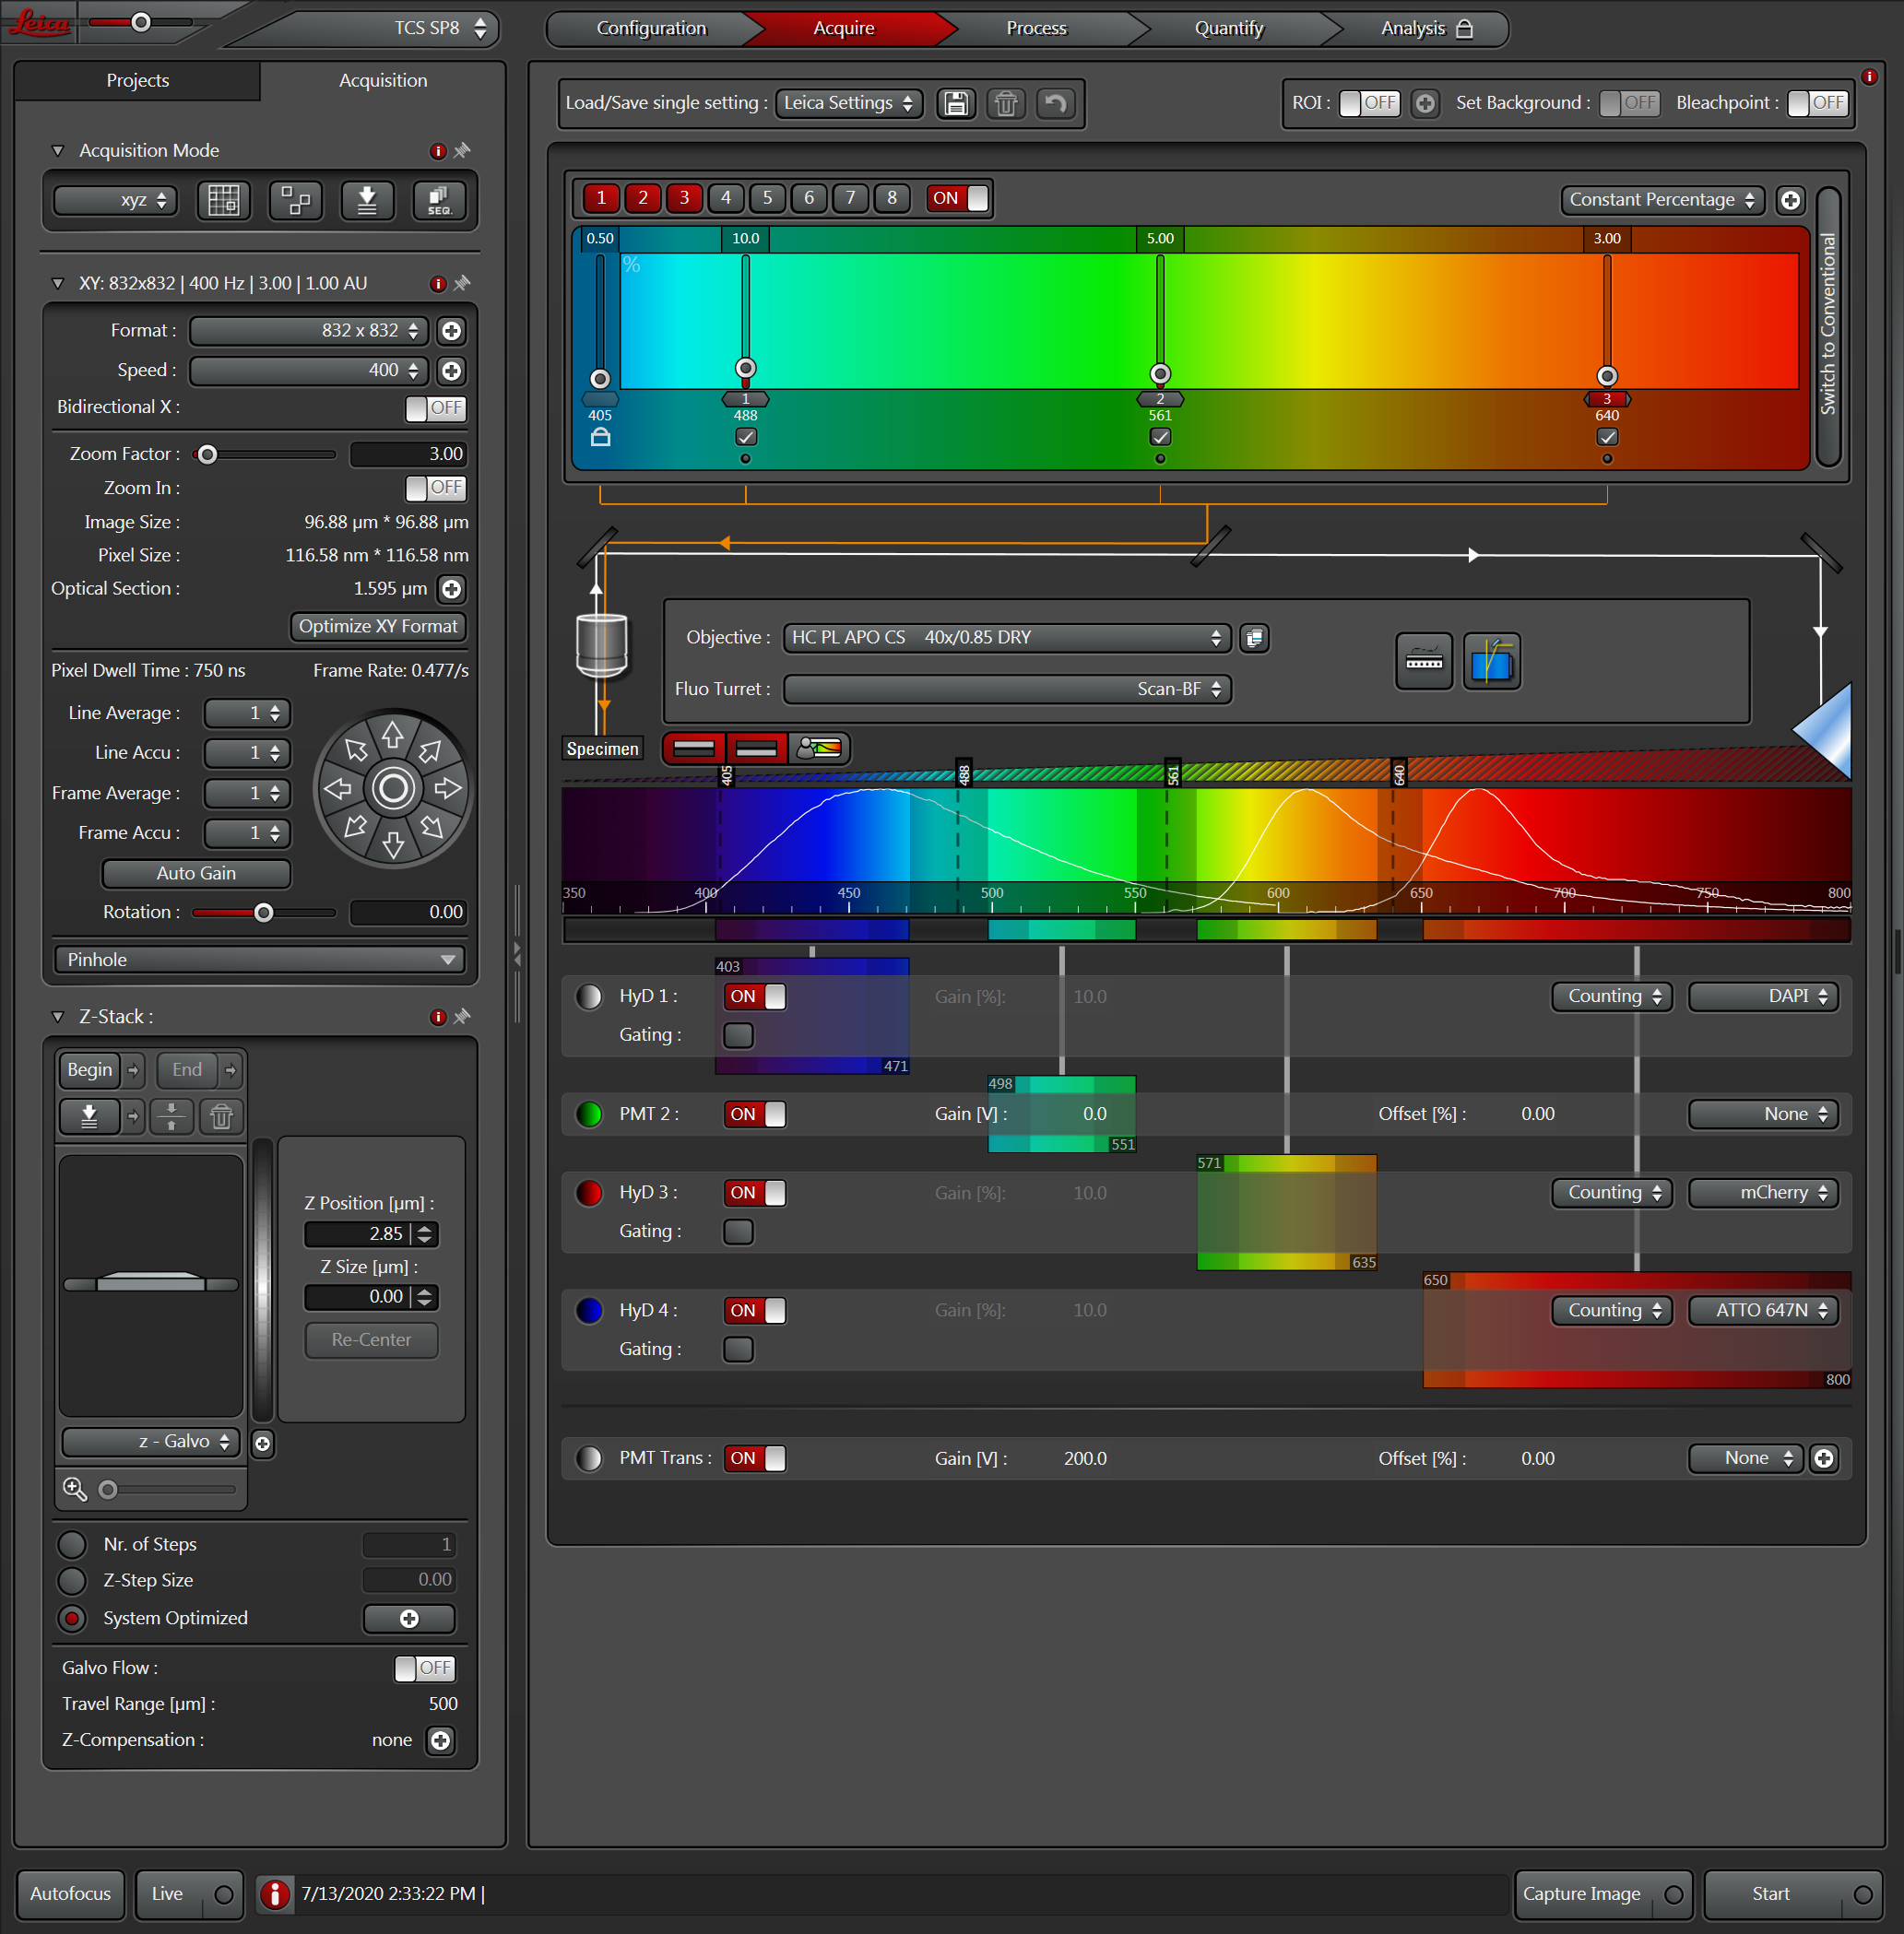 Leica
TCS SP8
Configuration
Acquire
Process
Quantify
Analysis
Projects
Acquisition
Acquisition Mode
xyz
SEQ.
XY: 832x832 | 400 Hz | 3.00 | 1.00 AU
Format : 832 x 832
Speed : 400
Bidirectional X : OFF
Zoom Factor : 3.00
Zoom In : OFF
Image Size : 96.88 µm * 96.88 µm
Pixel Size : 116.58 nm * 116.58 nm
Optical Section : 1.595 µm
Optimize XY Format
Pixel Dwell Time : 750 ns Frame Rate: 0.477/s
Line Average : 1
Line Accu : 1
Frame Average : 1
Frame Accu : 1
Auto Gain
Rotation : 0.00
Pinhole
Z-Stack :
Begin End
Z Position [µm] :
2.85
Z Size [µm] :
0.00
Re-Center
z - Galvo
Nr. of Steps 1
Z-Step Size 0.00
System Optimized
Galvo Flow : OFF
Travel Range [µm] : 500
Z-Compensation : none
Load/Save single setting : Leica Settings
ROI : OFF Set Background : OFF Bleachpoint : OFF
1 2 3 4 5 6 7 8 ON
Constant Percentage
Switch to Conventional
0.50 10.0 5.00 3.00
%
1 2 3
405 488 561 640
Objective : HC PL APO CS 40x/0.85 DRY
Fluo Turret : Scan-BF
Specimen
405 488 561 640
350 400 450 500 550 600 650 700 750 800
403
HyD 1 : ON Gain [%]: 10.0 Counting DAPI
Gating :
471
498
PMT 2 : ON Gain [V] : 0.0 Offset [%] : 0.00 None
551
571
HyD 3 : ON Gain [%]: 10.0 Counting mCherry
Gating :
635
650
HyD 4 : ON Gain [%]: 10.0 Counting ATTO 647N
Gating :
800
PMT Trans : ON Gain [V] : 200.0 Offset [%] : 0.00 None
Autofocus
Live
7/13/2020 2:33:22 PM |
Capture Image
Start